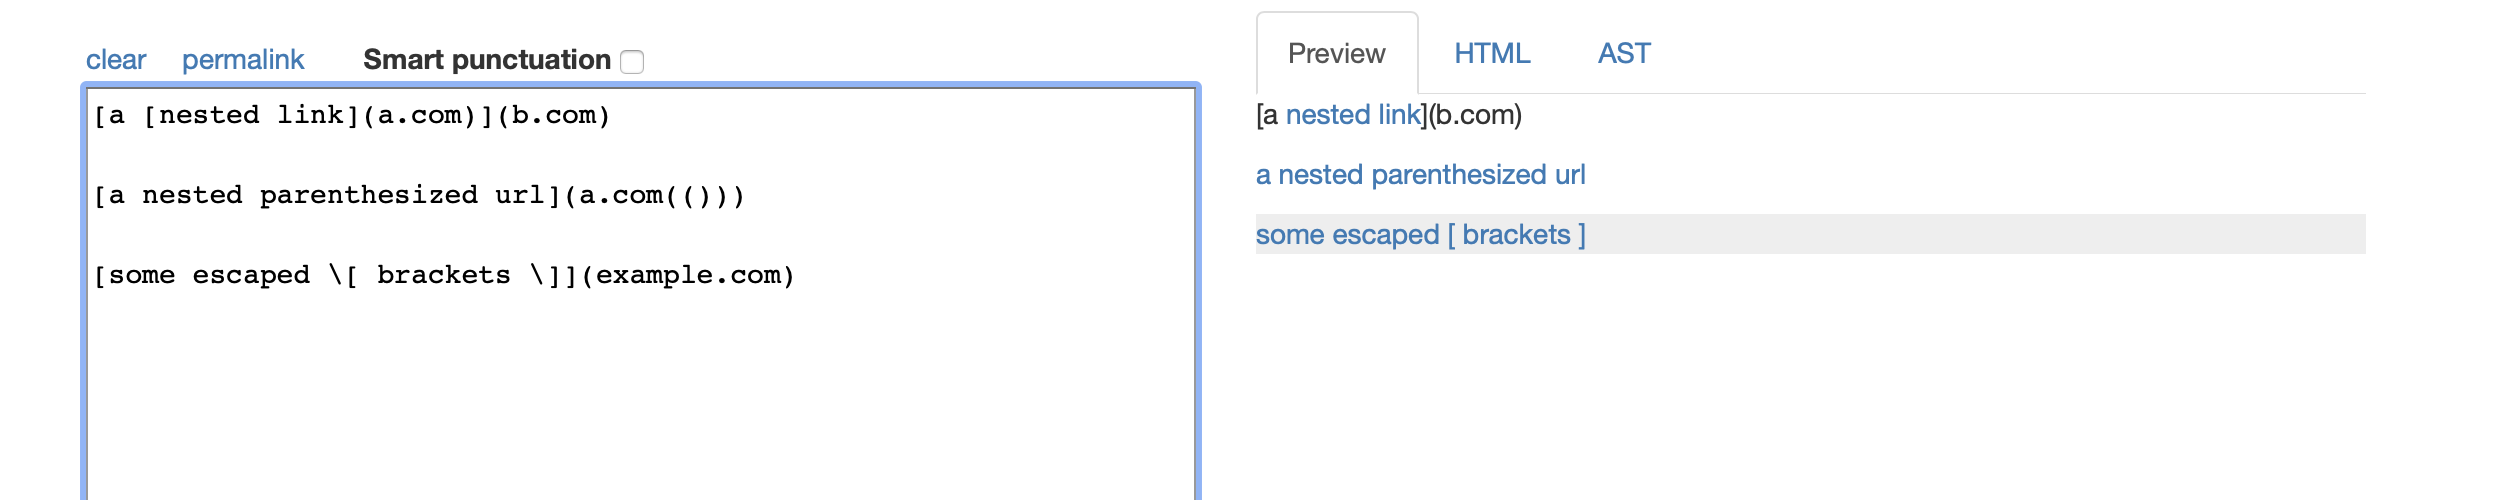 clear permalink Smart punctuation
[a [nested link](a.com)](b.com)
[a nested parenthesized url](a.com(()))
[some escaped \[ brackets \]](example.com)
Preview HTML AST
[a nested link](b.com)
a nested parenthesized url
some escaped [ brackets ]